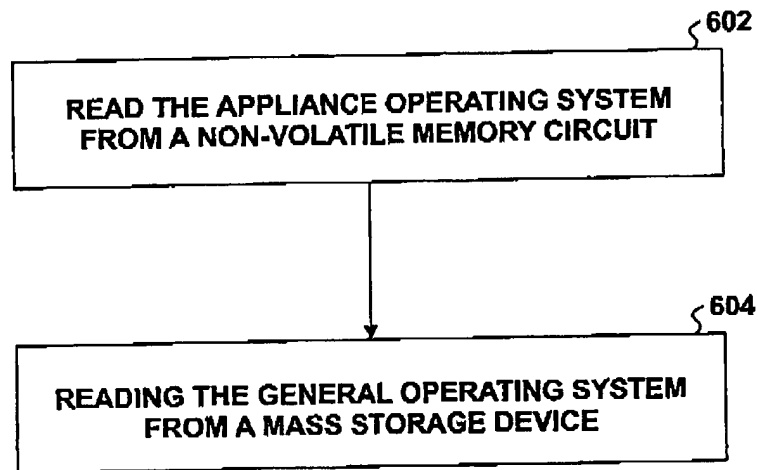 602
READ THE APPLIANCE OPERATING SYSTEM
FROM A NON-VOLATILE MEMORY CIRCUIT
604
READING THE GENERAL OPERATING SYSTEM
FROM A MASS STORAGE DEVICE